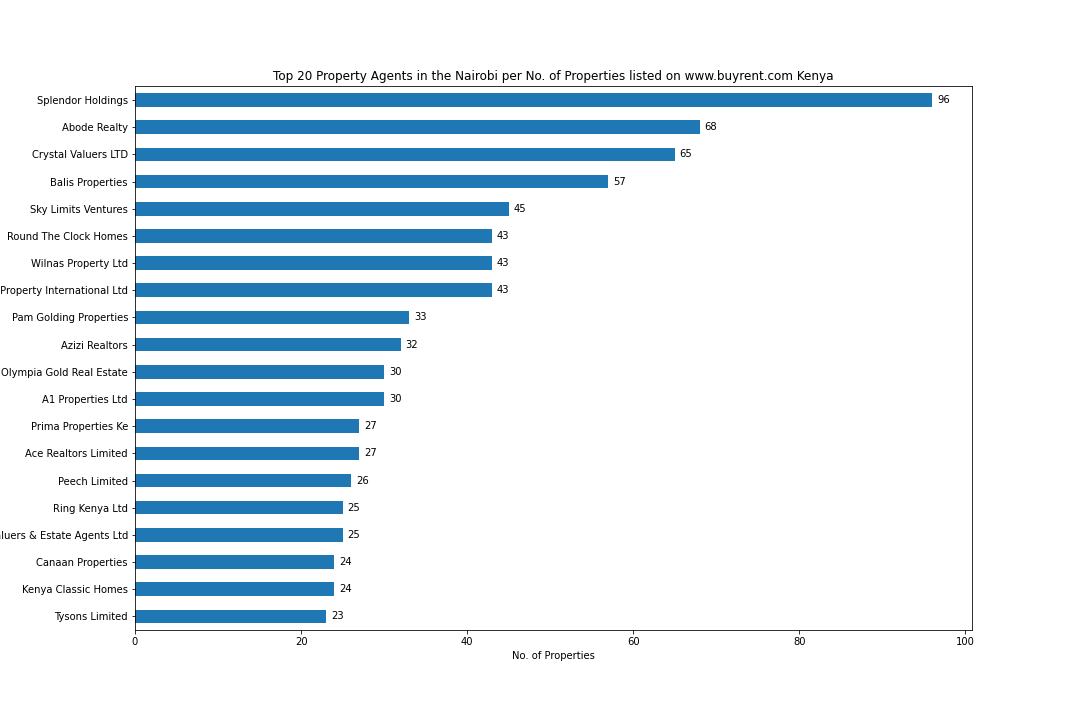 Top 20 Property Agents in the Nairobi per No. of Properties listed on www.buyrent.com Kenya
Splendor Holdings 96
Abode Realty 68
Crystal Valuers LTD 65
Balis Properties 57
Sky Limits Ventures 45
Round The Clock Homes 43
Wilnas Property Ltd 43
Property International Ltd 43
Pam Golding Properties 33
Azizi Realtors 32
Olympia Gold Real Estate 30
A1 Properties Ltd 30
Prima Properties Ke 27
Ace Realtors Limited 27
Peech Limited 26
Ring Kenya Ltd 25
& Estate Agents Ltd 25
Canaan Properties 24
Kenya Classic Homes 24
Tysons Limited 23
0 20 40 60 80 100
No. of Properties